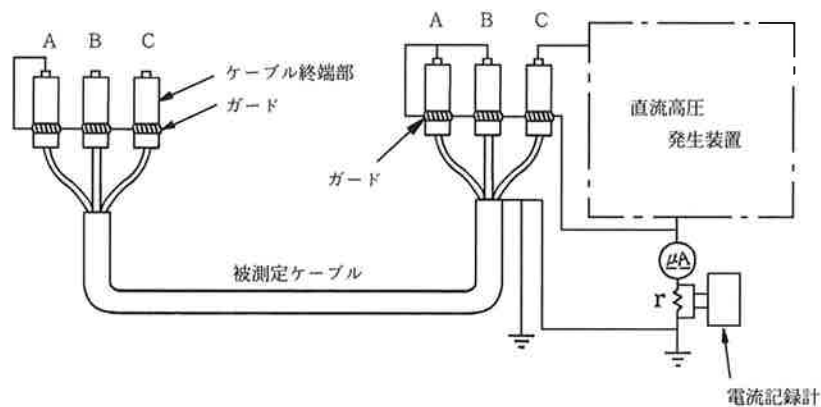 A B C
ケーブル終端部
ガード
A B C
ガード
直流高圧
発生装置
被測定ケーブル
μA
r
電流記録計